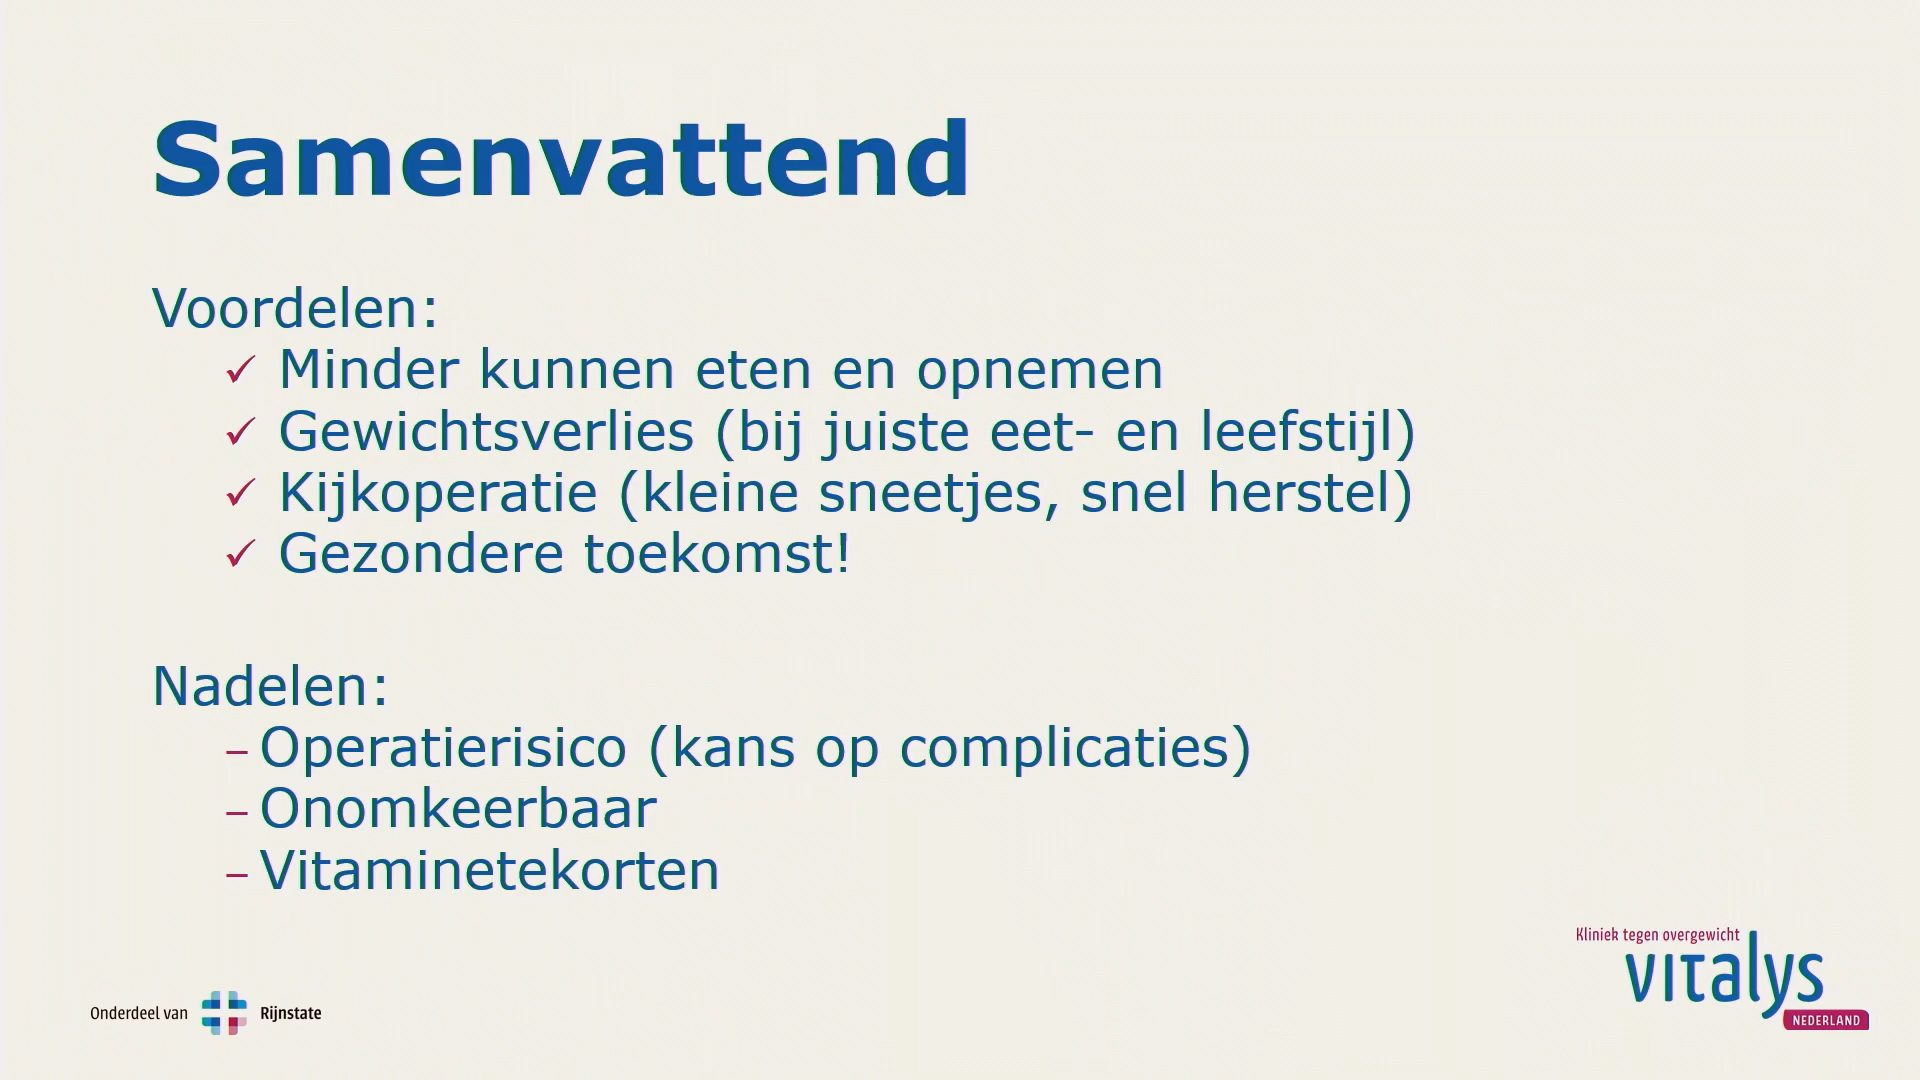 Samenvattend
Voordelen:
✓ Minder kunnen eten en opnemen
✓ Gewichtsverlies (bij juiste eet- en leefstijl)
✓ Kijkoperatie (kleine sneetjes, snel herstel)
✓ Gezondere toekomst!
Nadelen:
– Operatierisico (kans op complicaties)
– Onomkeerbaar
– Vitaminetekorten
Kliniek tegen overgewicht
vitalys
NEDERLAND
Onderdeel van Rijnstate